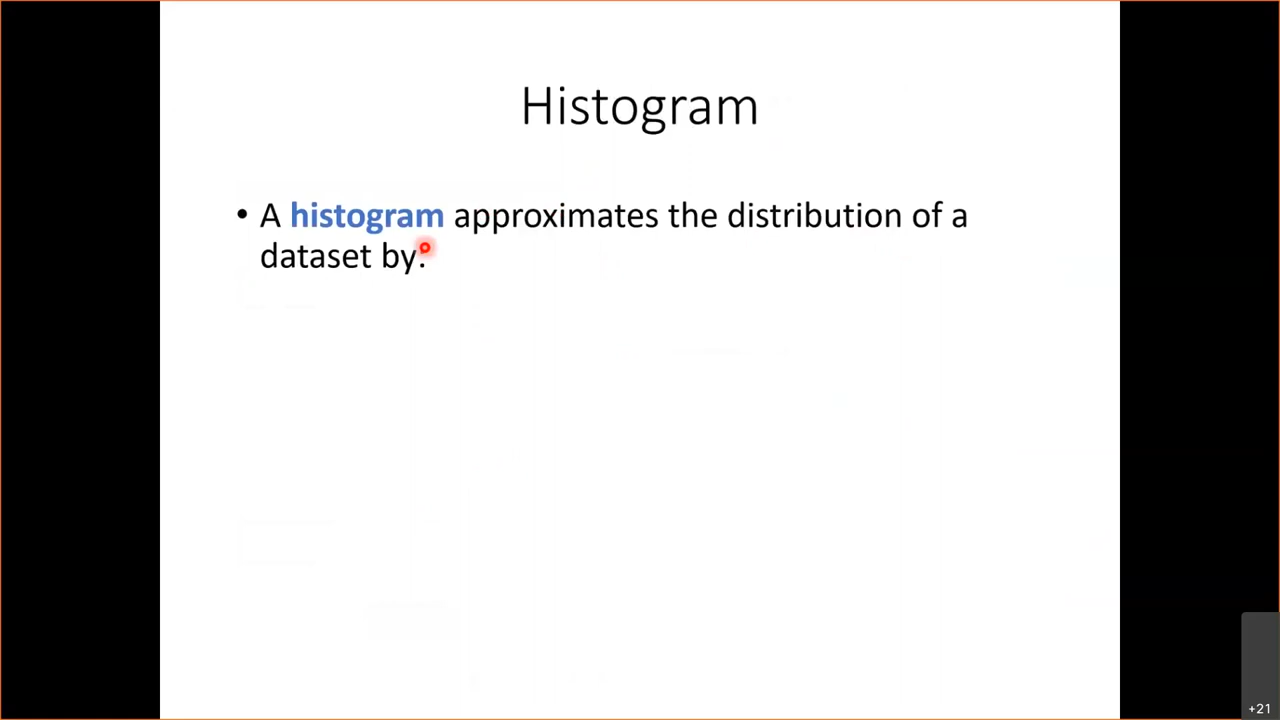 Histogram
• A histogram approximates the distribution of a
dataset by:
+21